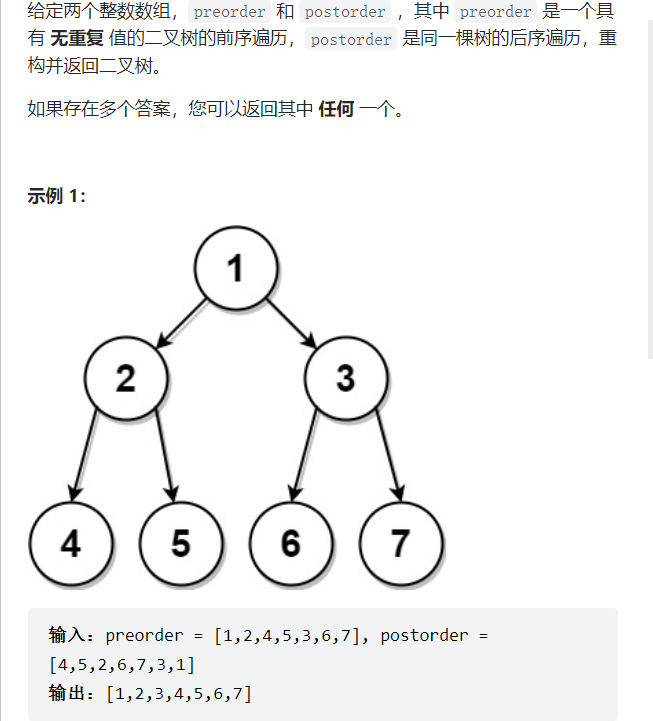 给定两个整数数组，preorder 和 postorder ，其中 preorder 是一个具
有 无重复 值的二叉树的前序遍历，postorder 是同一棵树的后序遍历，重
构并返回二叉树。
如果存在多个答案，您可以返回其中 任何 一个。
示例 1：
1
2 3
4 5 6 7
输入：preorder = [1,2,4,5,3,6,7], postorder =
[4,5,2,6,7,3,1]
输出：[1,2,3,4,5,6,7]